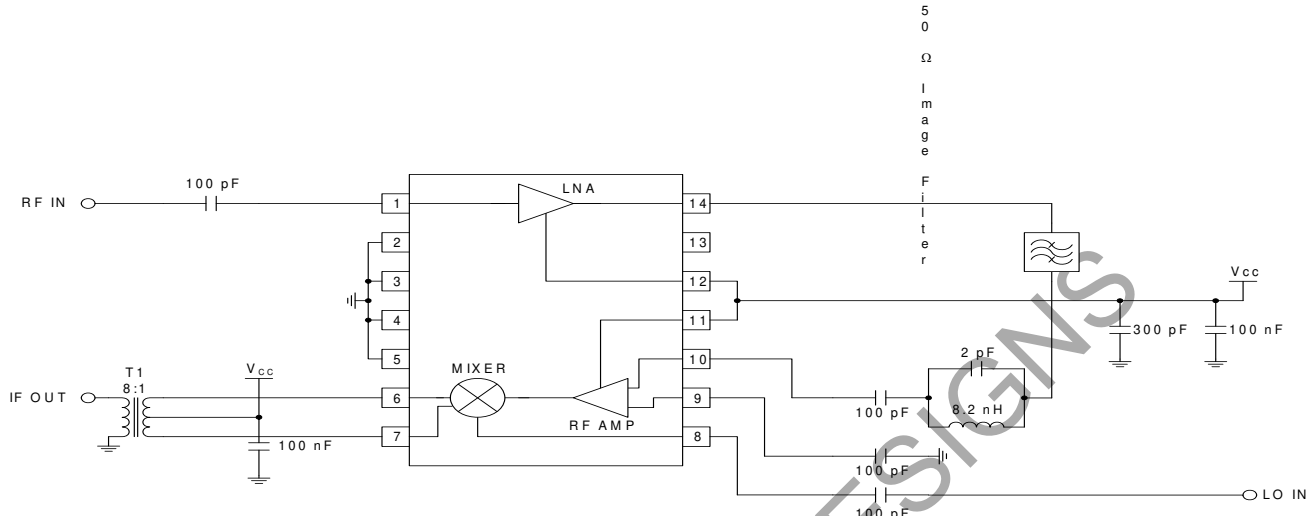 50 Ω Image Filter
100 pF
LNA
RF IN
1
14
2
13
3
12
Vcc
4
11
300 pF
100 nF
5
10
2 pF
T1
8:1
Vcc
MIXER
IF OUT
6
9
100 pF
8.2 nH
RF AMP
100 nF
7
8
100 pF
LO IN
100 pF
ESIGNS